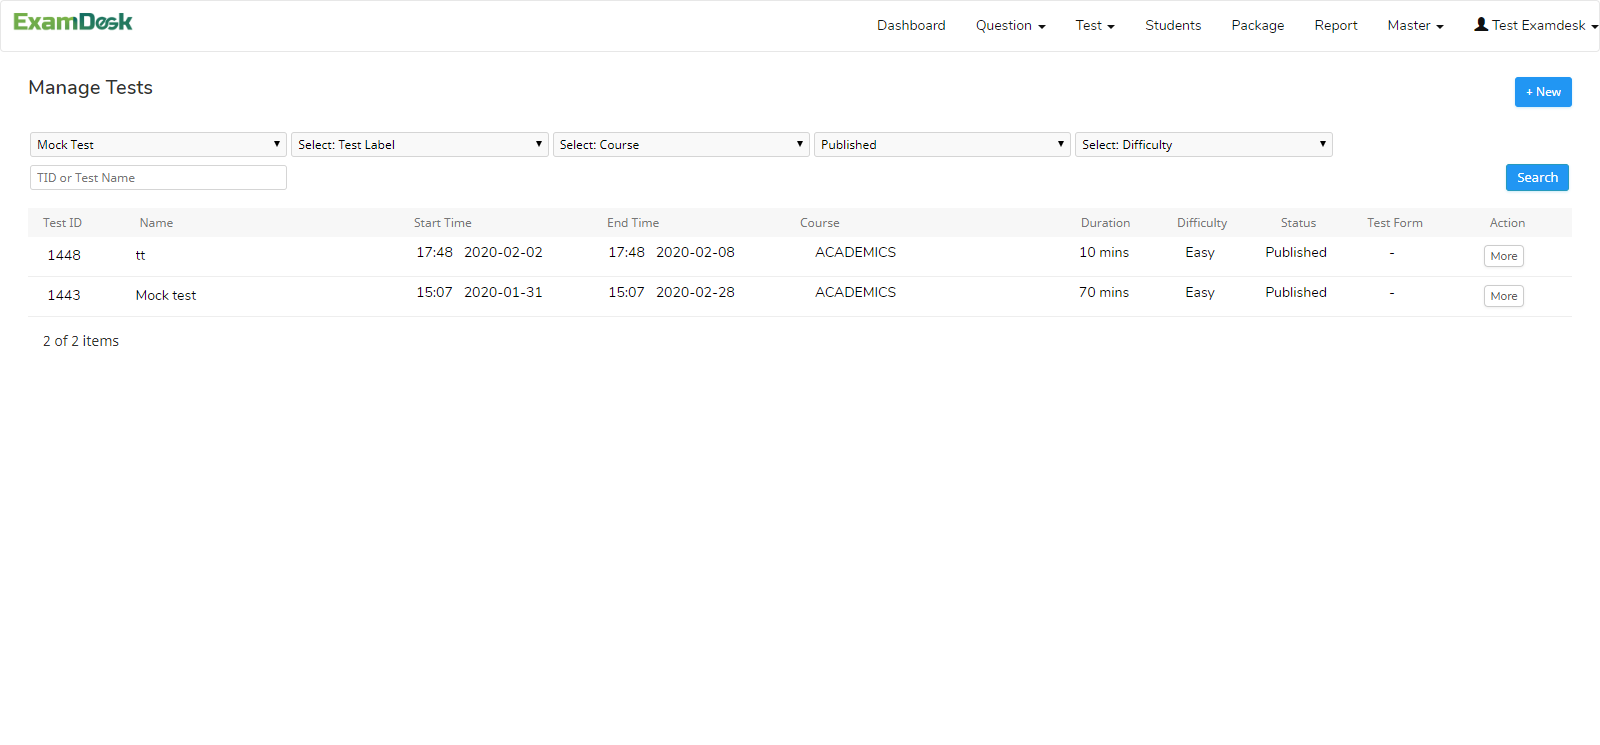 ExamDesk Dashboard Question Test Students Package Report Master Test Examdesk
Manage Tests
+ New
Mock Test Select: Test Label Select: Course Published Select: Difficulty
TID or Test Name Search
Test ID Name Start Time End Time Course Duration Difficulty Status Test Form Action
1448 tt 17:48 2020-02-02 17:48 2020-02-08 ACADEMICS 10 mins Easy Published - More
1443 Mock test 15:07 2020-01-31 15:07 2020-02-28 ACADEMICS 70 mins Easy Published - More
2 of 2 items